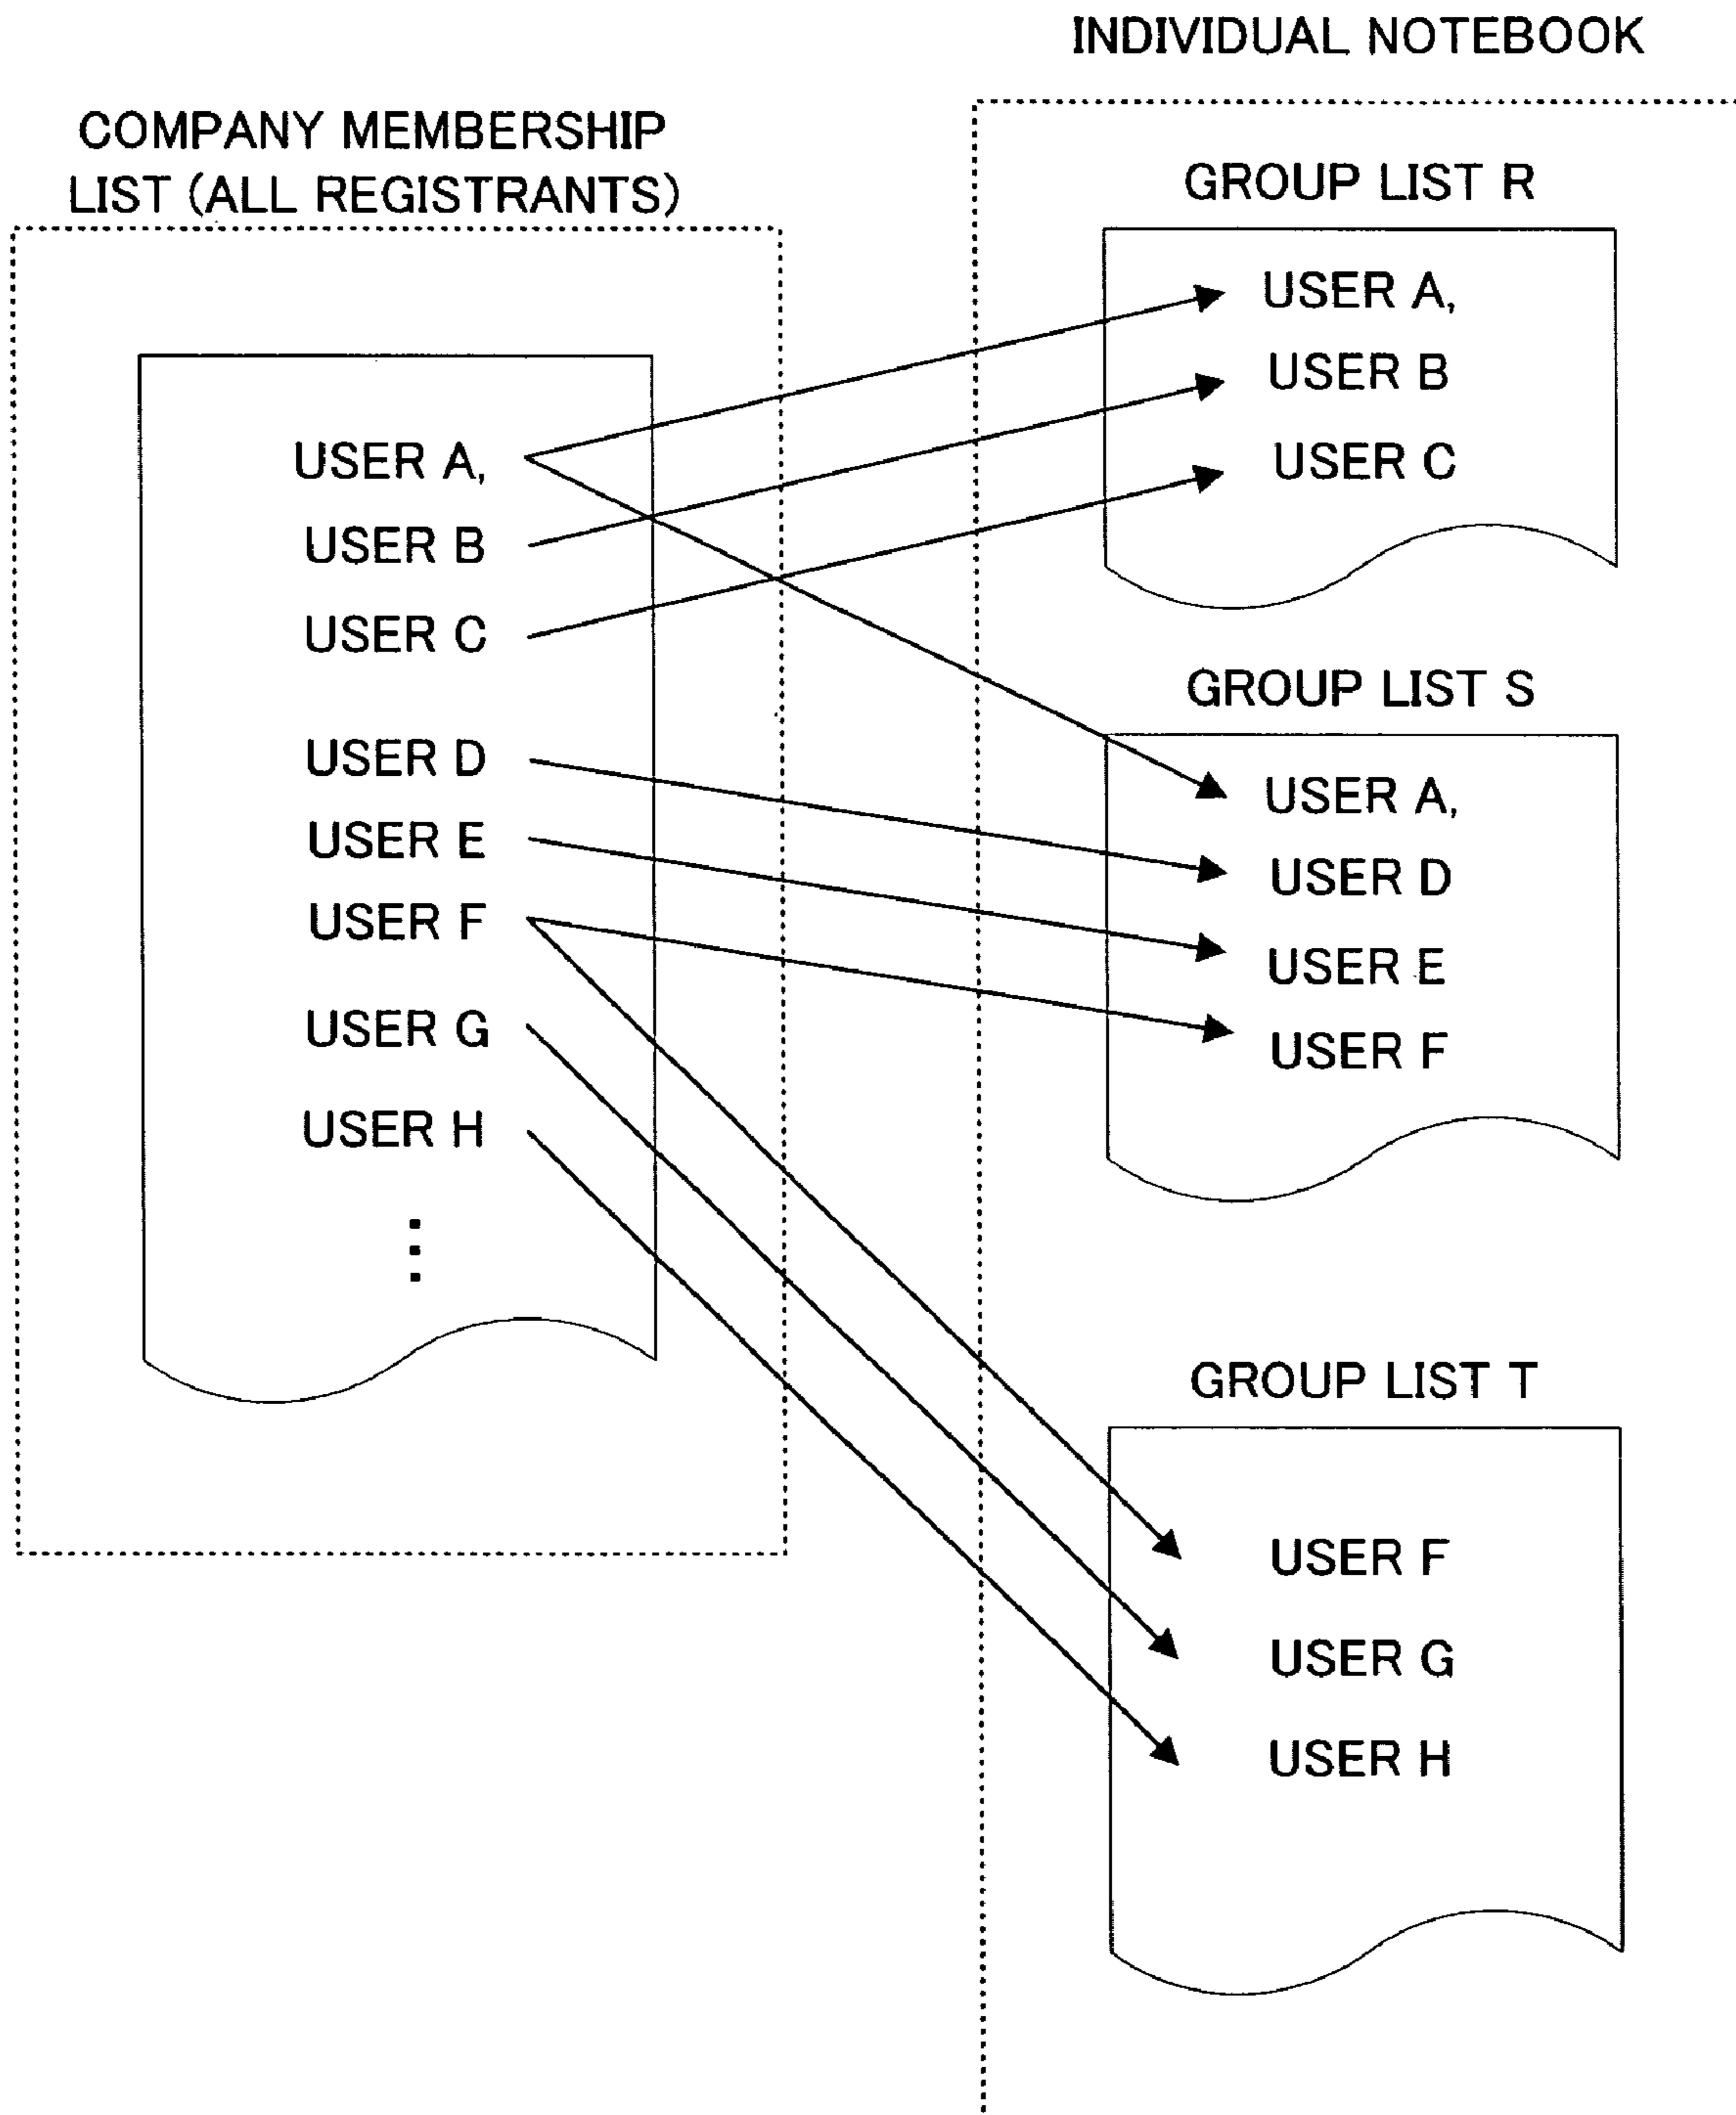 INDIVIDUAL NOTEBOOK
COMPANY MEMBERSHIP
LIST (ALL REGISTRANTS)
USER A,
USER B
USER C
USER D
USER E
USER F
USER G
USER H
GROUP LIST R
USER A,
USER B
USER C
GROUP LIST S
USER A,
USER D
USER E
USER F
GROUP LIST T
USER F
USER G
USER H